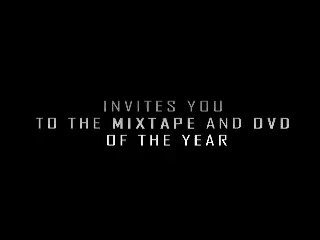 INVITES YOU
TO THE MIXTAPE AND DVD
OF THE YEAR